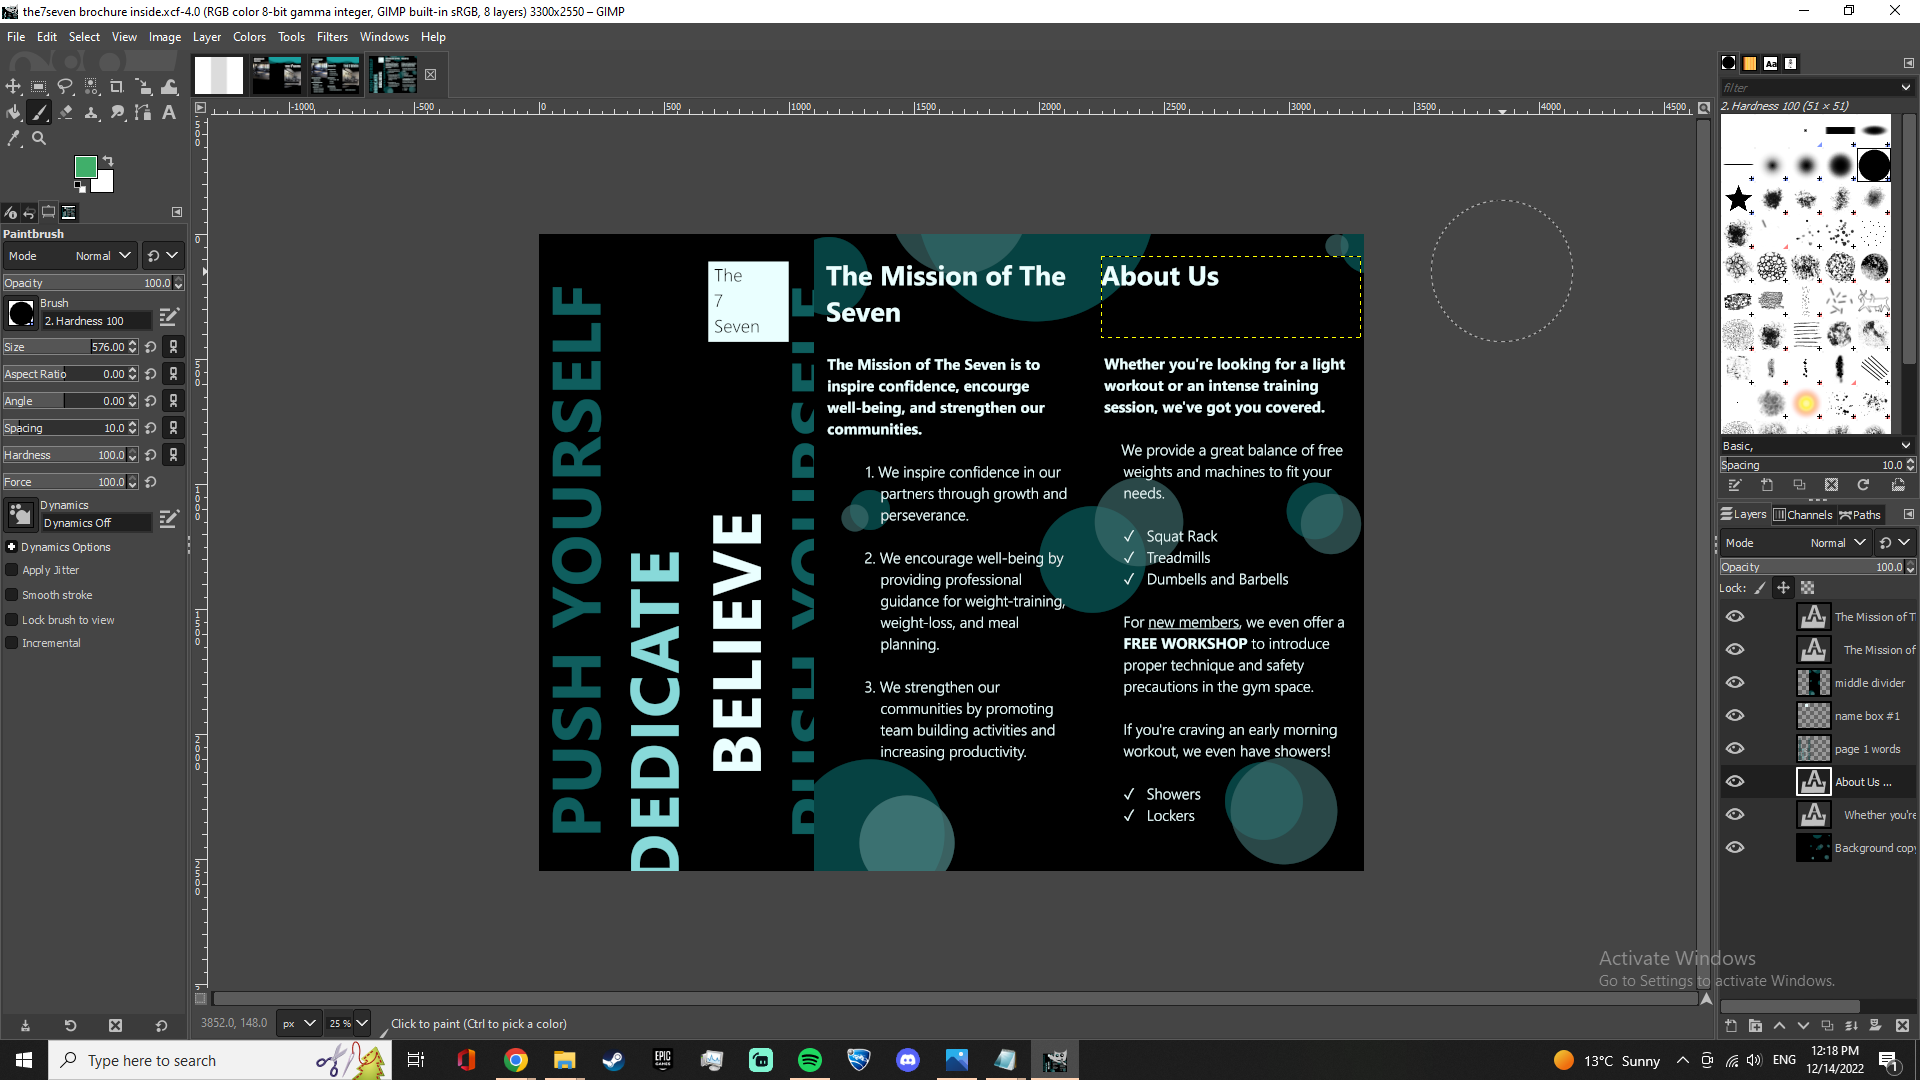 the7seven brochure inside.xcf-4.0 (RGB color 8-bit gamma integer, GIMP built-in sRGB, 8 layers) 3300x2550 – GIMP
File Edit Select View Image Layer Colors Tools Filters Windows Help
Paintbrush
Mode Normal
Opacity 100.0
Brush
2. Hardness 100
Size 576.00
Aspect Ratio 0.00
Angle 0.00
Spacing 10.0
Hardness 100.0
Force 100.0
Dynamics
Dynamics Off
Dynamics Options
Apply Jitter
Smooth stroke
Lock brush to view
Incremental
-1000 -500 0 500 1000 1500 2000 2500 3000 3500 4000 4500
500
0
500
1000
1500
2000
2500
PUSH YOURSELF
DEDICATE
BELIEVE
PUSH YOURSELF
The
7
Seven
The Mission of The
Seven
The Mission of The Seven is to
inspire confidence, encourge
well-being, and strengthen our
communities.
1. We inspire confidence in our
partners through growth and
perseverance.
2. We encourage well-being by
providing professional
guidance for weight-training,
weight-loss, and meal
planning.
3. We strengthen our
communities by promoting
team building activities and
increasing productivity.
About Us
Whether you're looking for a light
workout or an intense training
session, we've got you covered.
We provide a great balance of free
weights and machines to fit your
needs.
✓ Squat Rack
✓ Treadmills
✓ Dumbells and Barbells
For new members, we even offer a
FREE WORKSHOP to introduce
proper technique and safety
precautions in the gym space.
If you're craving an early morning
workout, we even have showers!
✓ Showers
✓ Lockers
filter
2. Hardness 100 (51 × 51)
Basic,
Spacing 10.0
Layers Channels Paths
Mode Normal
Opacity 100.0
Lock:
The Mission of T
The Mission of
middle divider
name box #1
page 1 words
About Us ...
Whether you're
Background copy
Activate Windows
Go to Settings to activate Windows.
3852.0, 148.0 px 25 % Click to paint (Ctrl to pick a color)
Type here to search
EPIC
GAMES
13°C Sunny
ENG
12:18 PM
12/14/2022
1